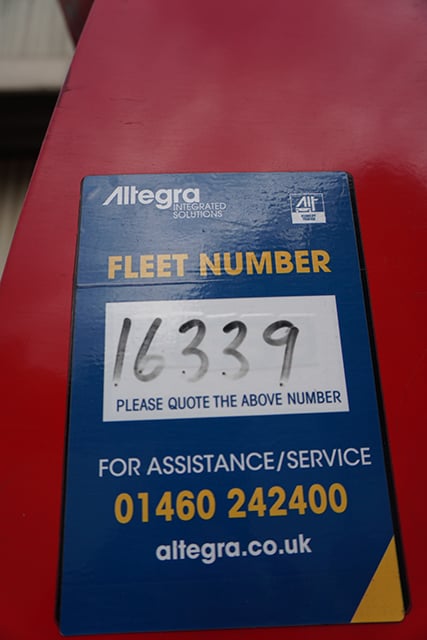 Altegra
INTEGRATED
SOLUTIONS
FLEET NUMBER
16339
PLEASE QUOTE THE ABOVE NUMBER
FOR ASSISTANCE/SERVICE
01460 242400
altegra.co.uk